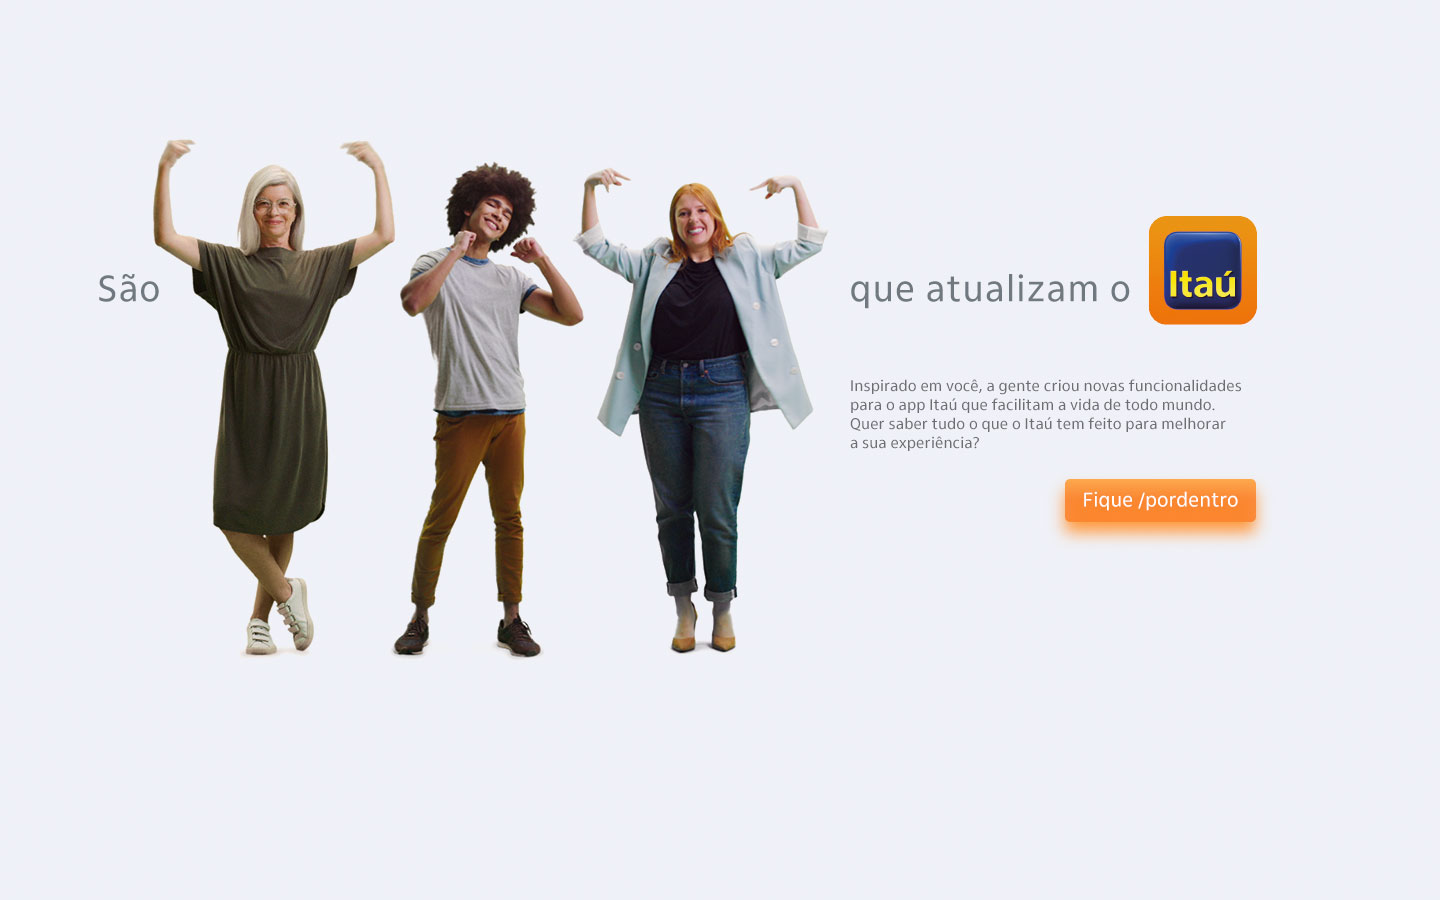 São
que atualizam o
Itaú
Inspirado em você, a gente criou novas funcionalidades
para o app Itaú que facilitam a vida de todo mundo.
Quer saber tudo o que o Itaú tem feito para melhorar
a sua experiência?
Fique /pordentro